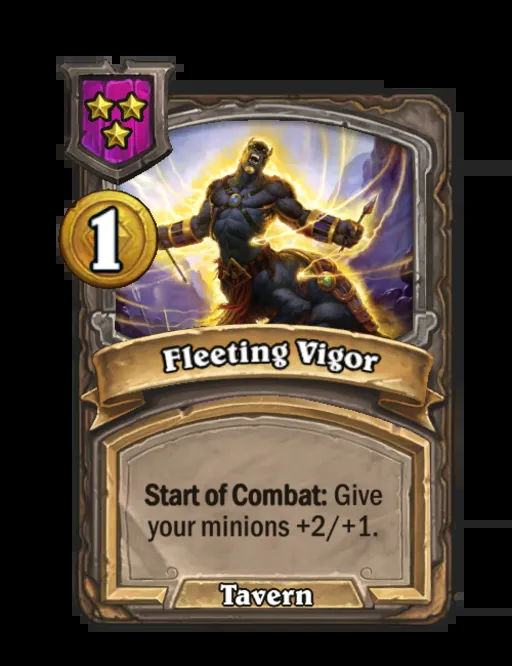 1
Fleeting Vigor
Start of Combat: Give
your minions +2/+1.
Tavern